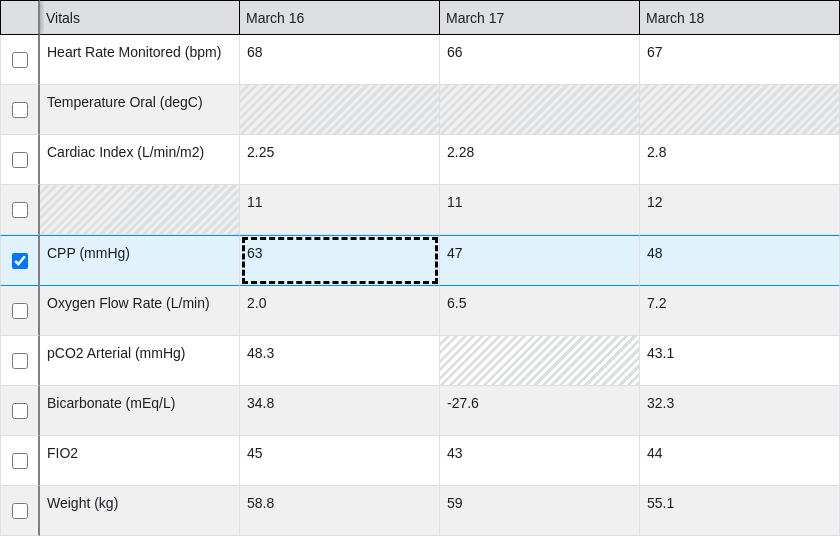 Vitals March 16 March 17 March 18
Heart Rate Monitored (bpm) 68 66 67
Temperature Oral (degC)
Cardiac Index (L/min/m2) 2.25 2.28 2.8
11 11 12
CPP (mmHg) 63 47 48
Oxygen Flow Rate (L/min) 2.0 6.5 7.2
pCO2 Arterial (mmHg) 48.3 43.1
Bicarbonate (mEq/L) 34.8 -27.6 32.3
FIO2 45 43 44
Weight (kg) 58.8 59 55.1